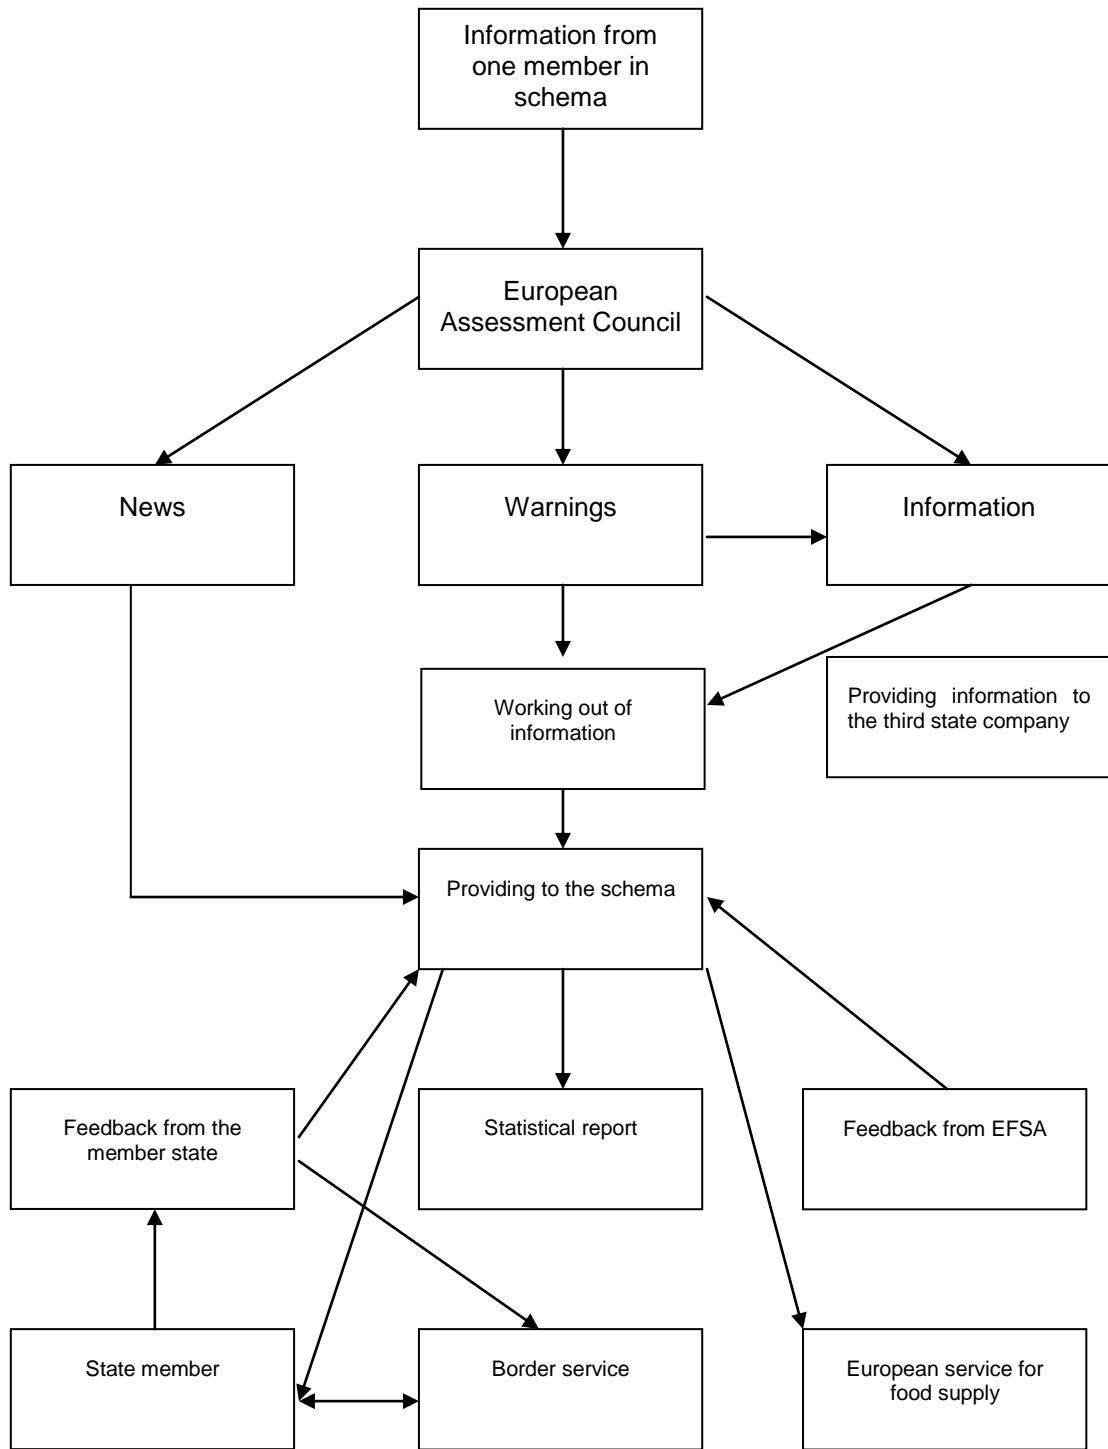 Information from
one member in
schema
European
Assessment Council
News
Warnings
Information
Working out of
information
Providing information to
the third state company
Providing to the schema
Feedback from the
member state
Statistical report
Feedback from EFSA
State member
Border service
European service for
food supply